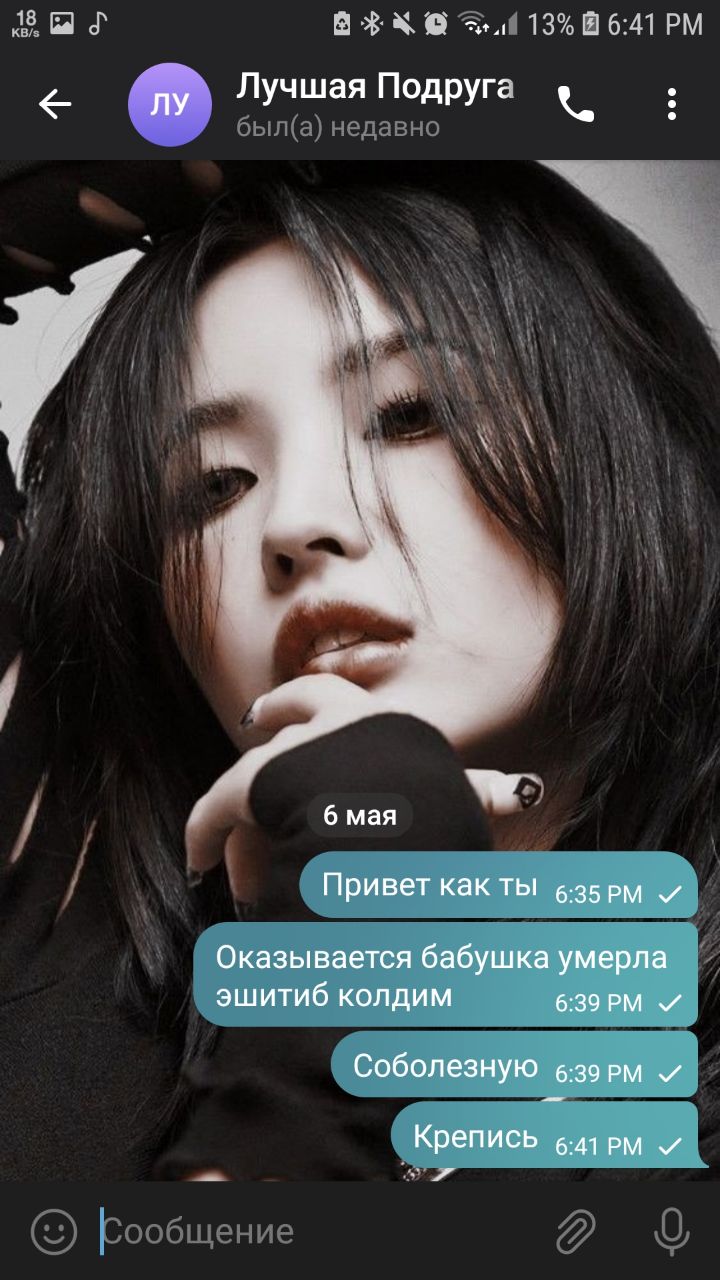 18
KB/s
13%
6:41 PM
ЛУ
Лучшая Подруга
был(а) недавно
6 мая
Привет как ты 6:35 PM
Оказывается бабушка умерла
эшитиб колдим 6:39 PM
Соболезную 6:39 PM
Крепись 6:41 PM
Сообщение